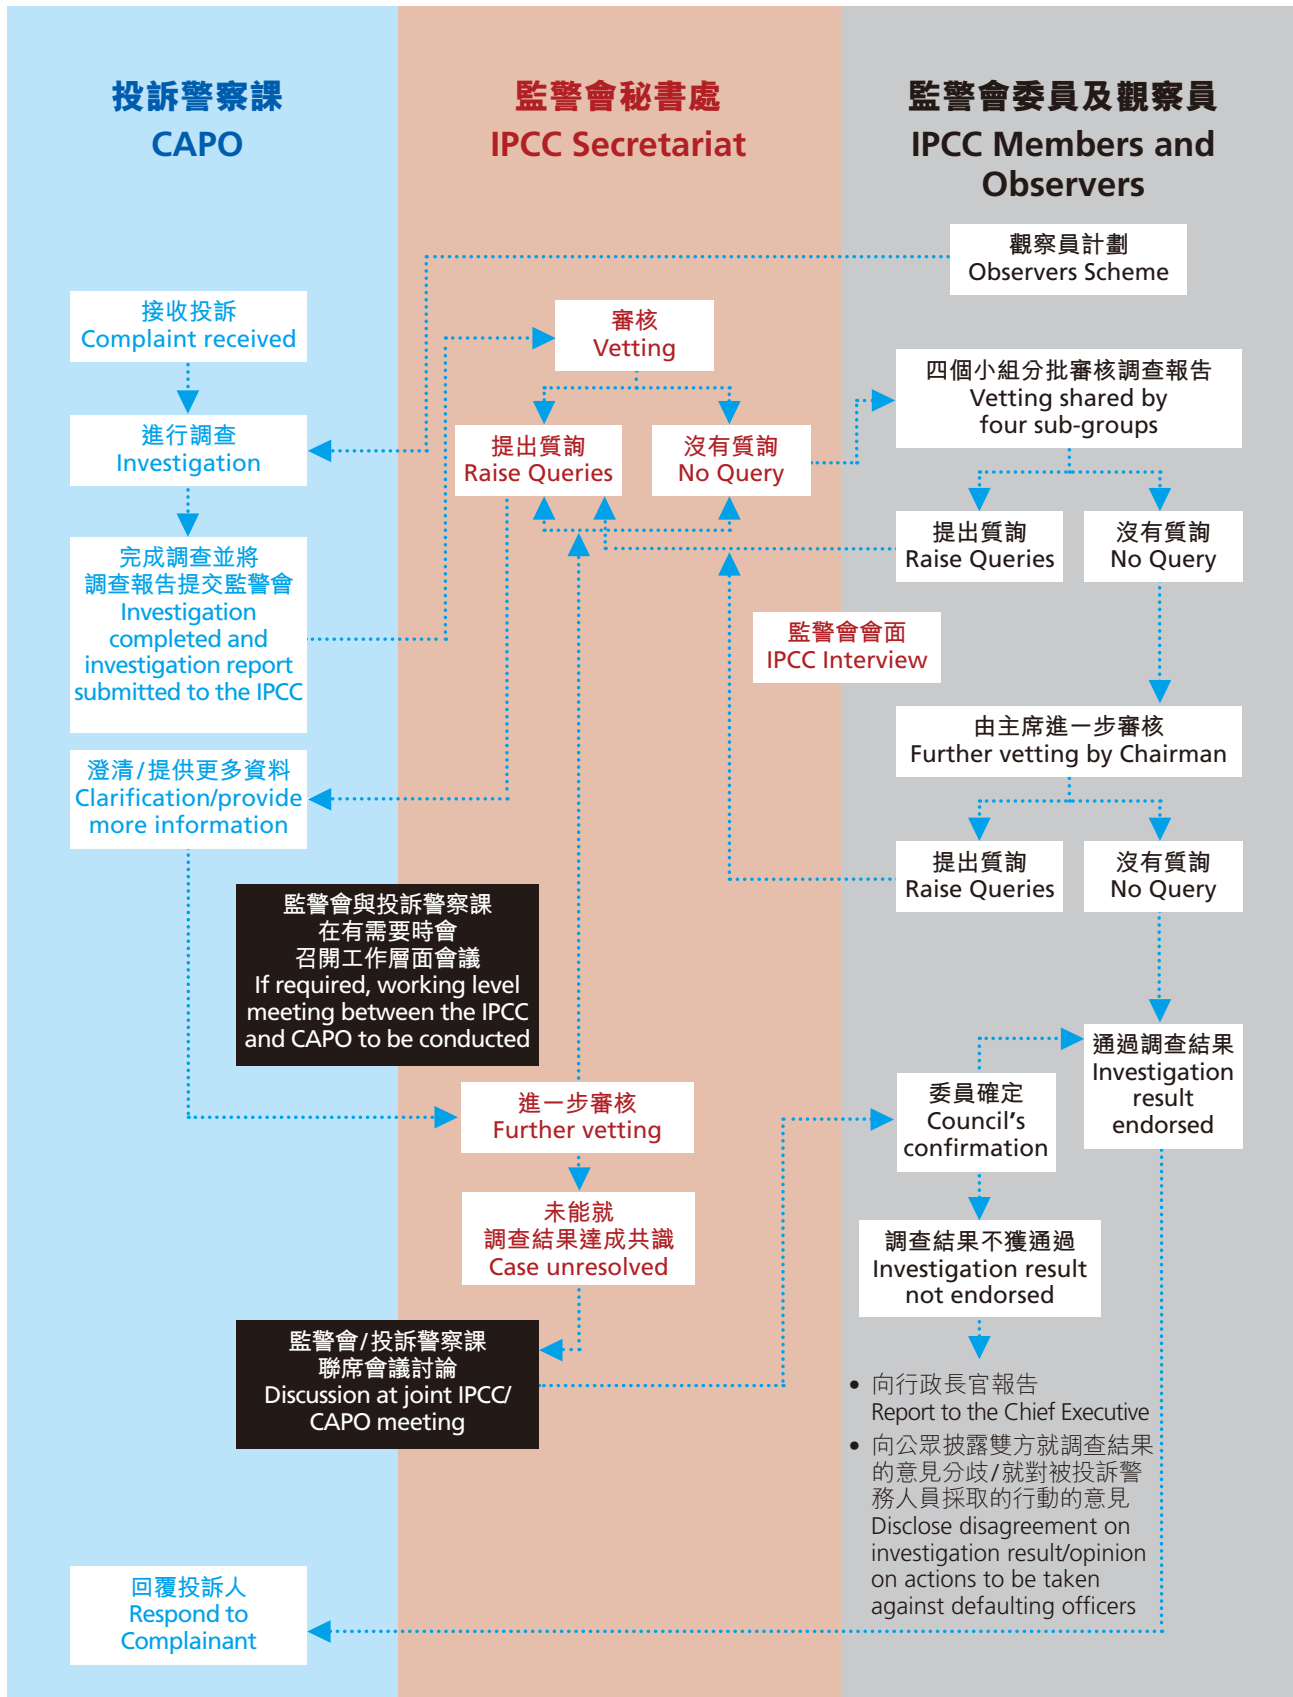 投訴警察課
CAPO
監警會秘書處
IPCC Secretariat
監警會委員及觀察員
IPCC Members and
Observers
觀察員計劃
Observers Scheme
接收投訴
Complaint received
審核
Vetting
四個小組分批審核調查報告
Vetting shared by
four sub-groups
進行調查
Investigation
提出質詢
Raise Queries
沒有質詢
No Query
提出質詢
Raise Queries
沒有質詢
No Query
完成調查並將
調查報告提交監警會
Investigation
completed and
investigation report
submitted to the IPCC
監警會會面
IPCC Interview
由主席進一步審核
Further vetting by Chairman
澄清/提供更多資料
Clarification/provide
more information
提出質詢
Raise Queries
沒有質詢
No Query
監警會與投訴警察課
在有需要時會
召開工作層面會議
If required, working level
meeting between the IPCC
and CAPO to be conducted
通過調查結果
Investigation
result
endorsed
進一步審核
Further vetting
委員確定
Council's
confirmation
未能就
調查結果達成共識
Case unresolved
調查結果不獲通過
Investigation result
not endorsed
監警會/投訴警察課
聯席會議討論
Discussion at joint IPCC/
CAPO meeting
• 向行政長官報告
Report to the Chief Executive
• 向公眾披露雙方就調查結果
的意見分歧/就對被投訴警
務人員採取的行動的意見
Disclose disagreement on
investigation result/opinion
on actions to be taken
against defaulting officers
回覆投訴人
Respond to
Complainant